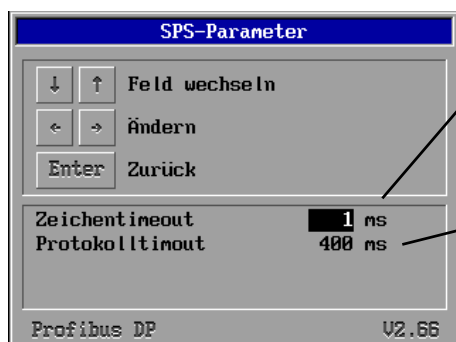 SPS-Parameter
↓ ↑ Feld wechseln
← → Ändern
Enter Zurück
Zeichentimeout 1 ms
Protokolltimout 400 ms
Profibus DP V2.66